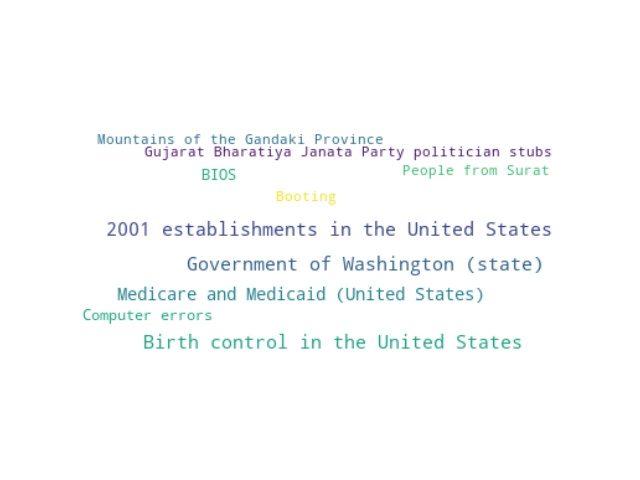 Mountains of the Gandaki Province
Gujarat Bharatiya Janata Party politician stubs
People from Surat
BIOS
Booting
2001 establishments in the United States
Government of Washington (state)
Medicare and Medicaid (United States)
Computer errors
Birth control in the United States